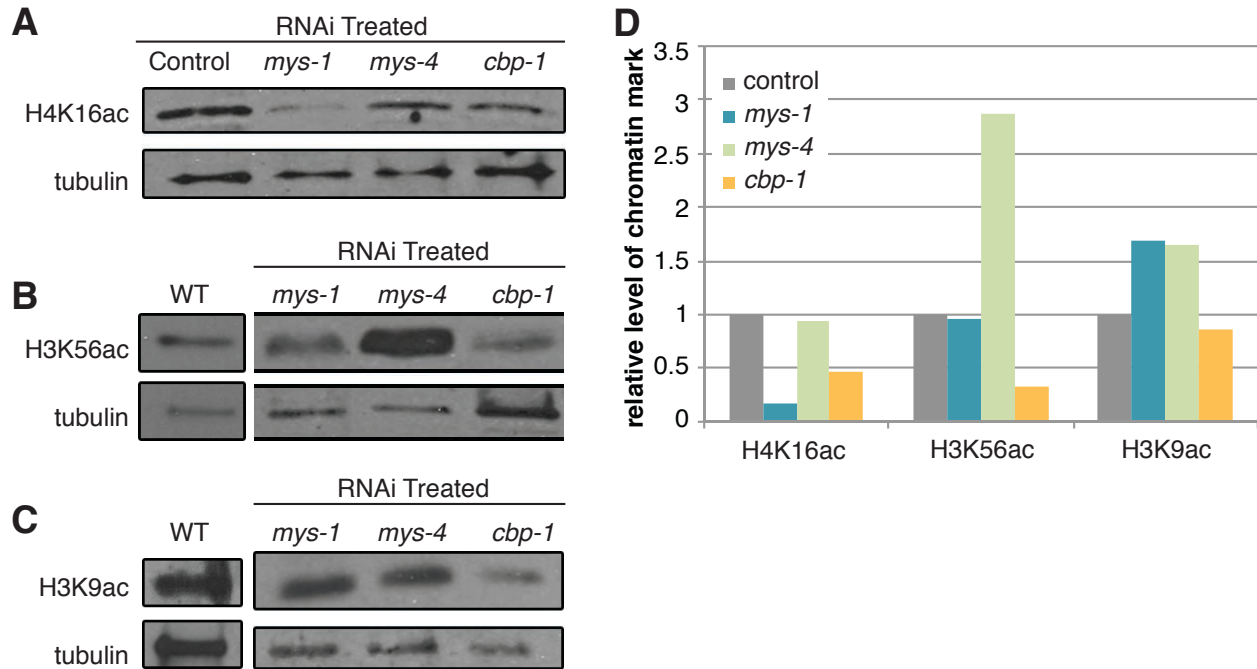 A
RNAi Treated
Control mys-1 mys-4 cbp-1
H4K16ac
tubulin
B
RNAi Treated
WT mys-1 mys-4 cbp-1
H3K56ac
tubulin
C
RNAi Treated
WT mys-1 mys-4 cbp-1
H3K9ac
tubulin
D
relative level of chromatin mark
3.5
3
2.5
2
1.5
1
0.5
0
control
mys-1
mys-4
cbp-1
H4K16ac H3K56ac H3K9ac